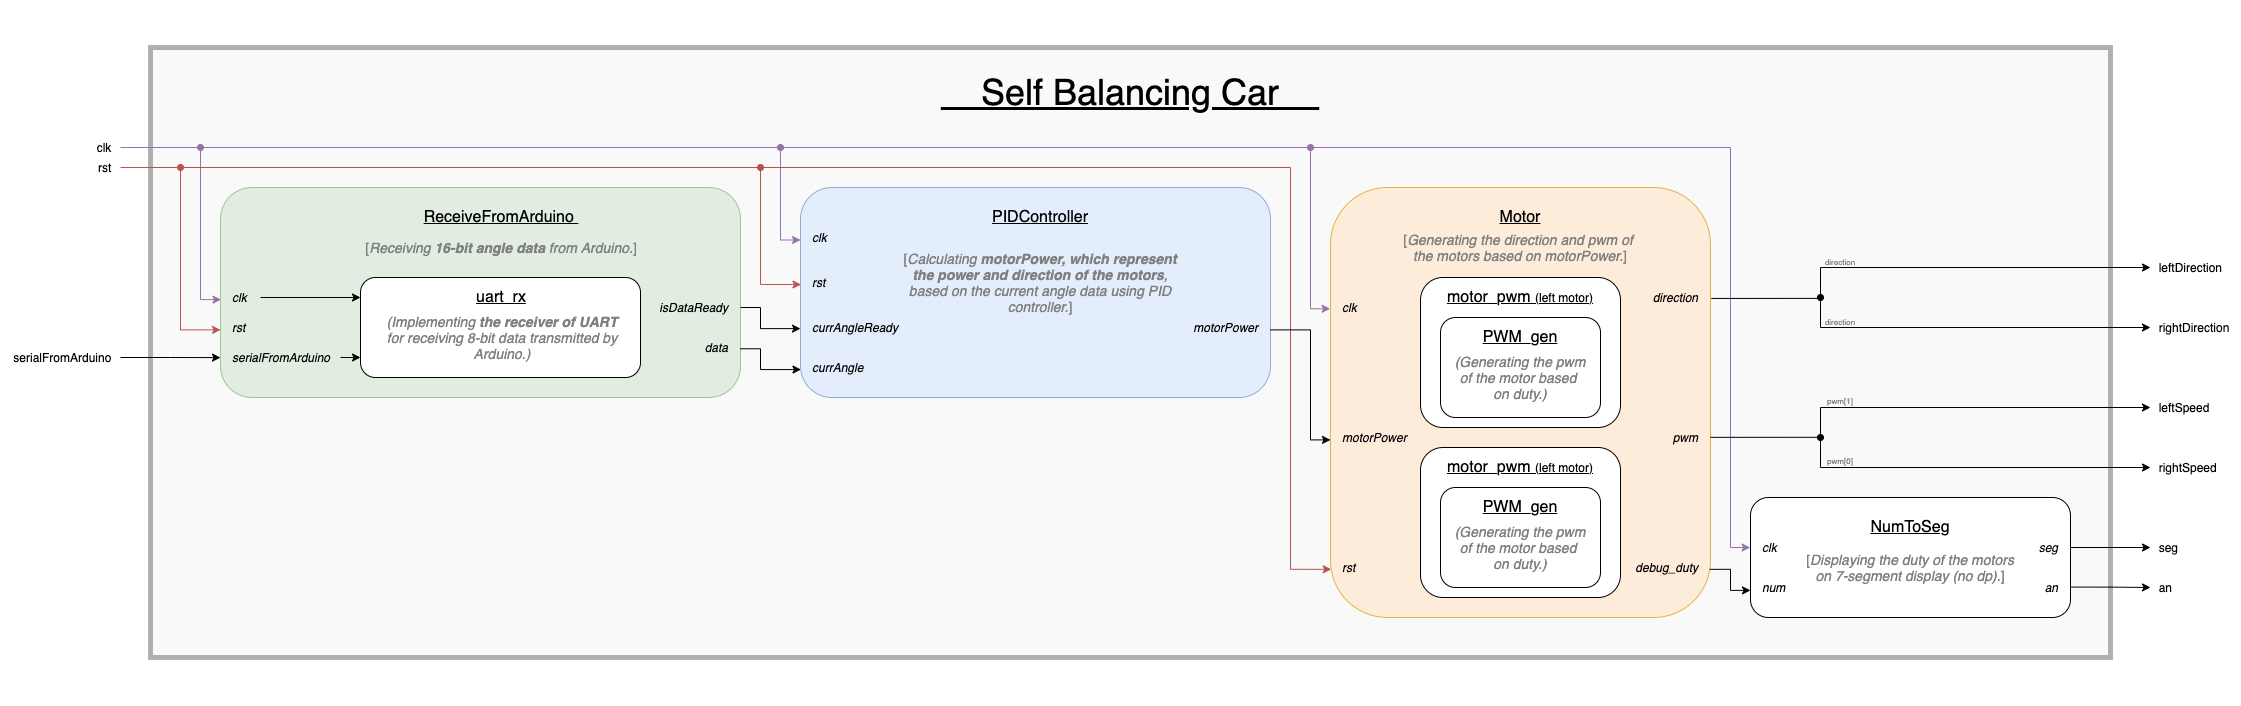 Self Balancing Car
clk
rst
serialFromArduino
ReceiveFromArduino
[Receiving 16-bit angle data from Arduino.]
clk
rst
serialFromArduino
uart_rx
(Implementing the receiver of UART
for receiving 8-bit data transmitted by
Arduino.)
isDataReady
data
PIDController
clk
[Calculating motorPower, which represent
the power and direction of the motors,
based on the current angle data using PID
controller.]
rst
currAngleReady
currAngle
motorPower
Motor
[Generating the direction and pwm of
the motors based on motorPower.]
clk
motorPower
rst
motor_pwm (left motor)
PWM_gen
(Generating the pwm
of the motor based
on duty.)
motor_pwm (left motor)
PWM_gen
(Generating the pwm
of the motor based
on duty.)
direction
pwm
debug_duty
direction
leftDirection
direction
rightDirection
pwm[1]
leftSpeed
pwm[0]
rightSpeed
NumToSeg
clk
num
[Displaying the duty of the motors
on 7-segment display (no dp).]
seg
an
seg
an